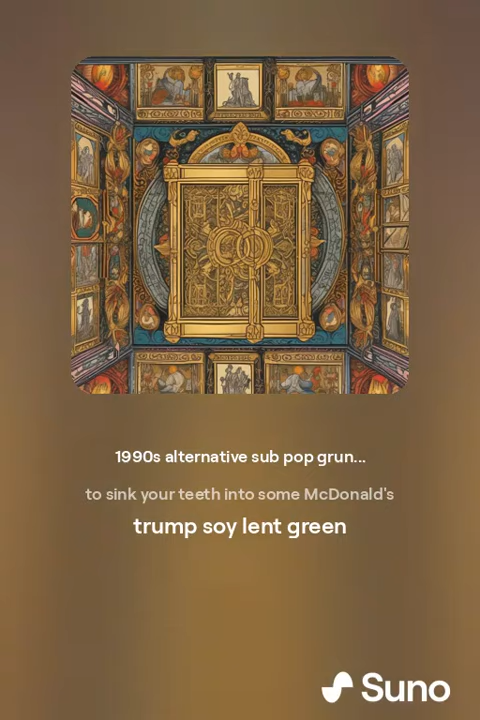 1990s alternative sub pop grun...
to sink your teeth into some McDonald's
trump soy lent green
Suno